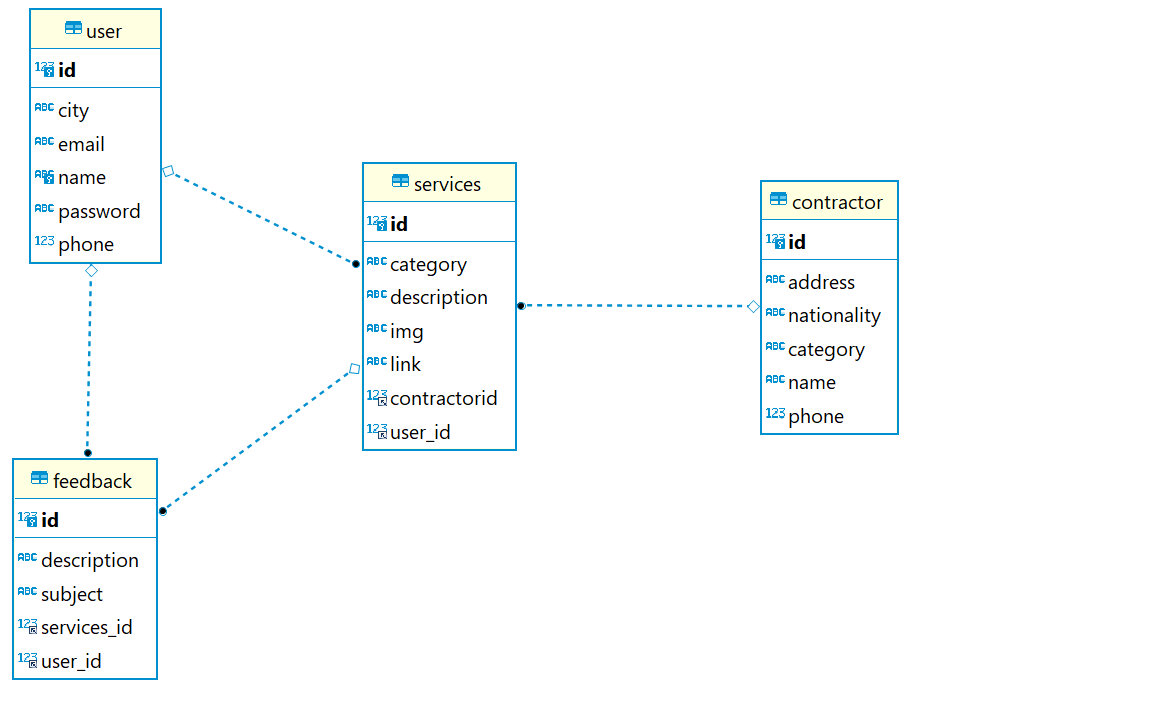 user
123 id
ABC city
ABC email
ABC name
ABC password
123 phone
services
123 id
ABC category
ABC description
ABC img
ABC link
123 contractorid
123 user_id
contractor
123 id
ABC address
ABC nationality
ABC category
ABC name
123 phone
feedback
123 id
ABC description
ABC subject
123 services_id
123 user_id